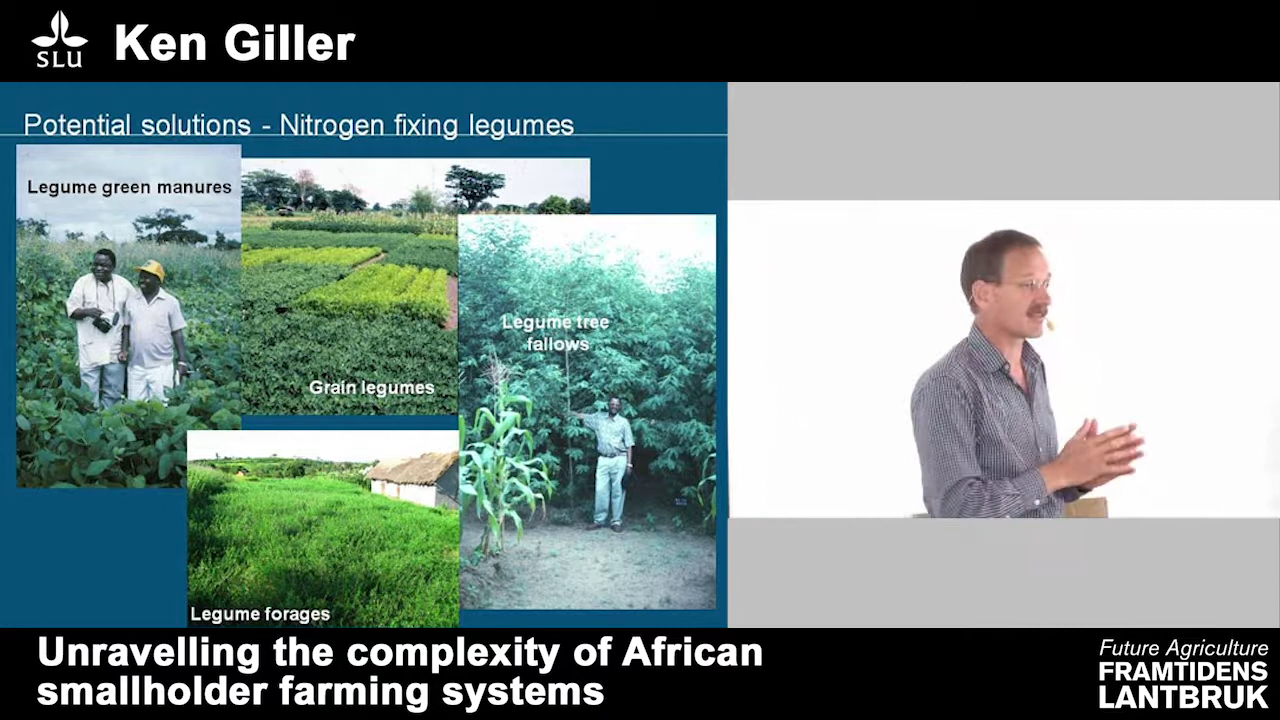 SLU
Ken Giller
Potential solutions - Nitrogen fixing legumes
Legume green manures
Grain legumes
Legume tree
fallows
Legume forages
Unravelling the complexity of African
smallholder farming systems
Future Agriculture
FRAMTIDENS
LANTBRUK